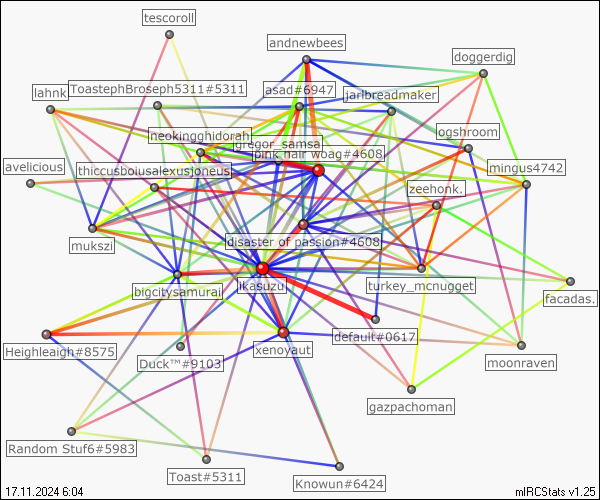 tescoroll
andnewbees
doggerdig
lahnk
ToastephBroseph5311#5311
asad#6947
jarlbreadmaker
neokingghidorah
gregor_samsa
ogshroom
pink hair woag#4608
avelicious
thiccusboiusalexusjoneus
mingus4742
zeehonk.
mukszi
disaster of passion#4608
bigcitysamurai
ikasuzu
turkey_mcnugget
facadas.
Heighleigh#8575
xenovaut
default#0617
Duck™#9103
moonraven
gazpachoman
Random Stuf6#5983
Toast#5311
Knowun#6424
17.11.2024 6:04
mIRCStats v1.25